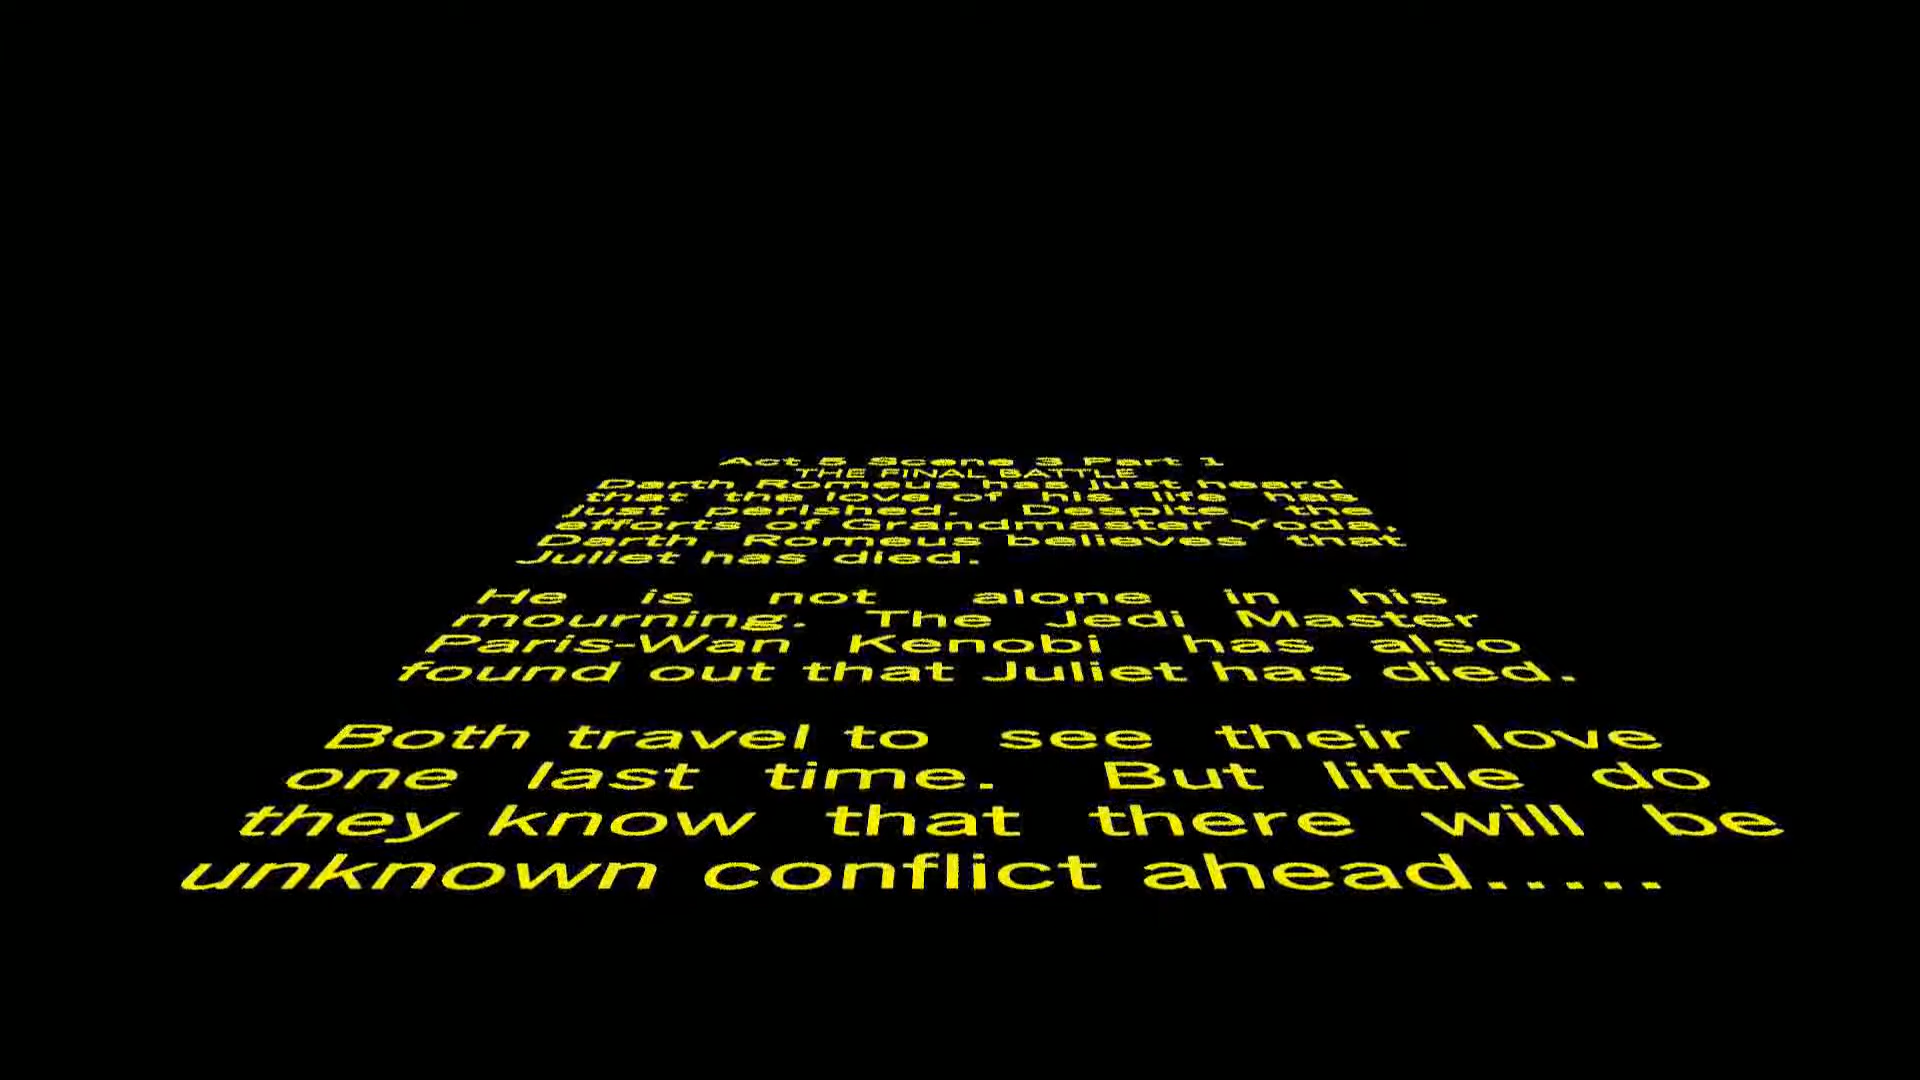 Act 5 Scene 3 Part 1
THE FINAL BATTLE
Darth Romeus has just heard
that the love of his life has
just perished. Despite the
efforts of Grandmaster Yoda,
Darth Romeus believes that
Juliet has died.
He is not alone in his
mourning. The Jedi Master
Paris-Wan Kenobi has also
found out that Juliet has died.
Both travel to see their love
one last time. But little do
they know that there will be
unknown conflict ahead.....